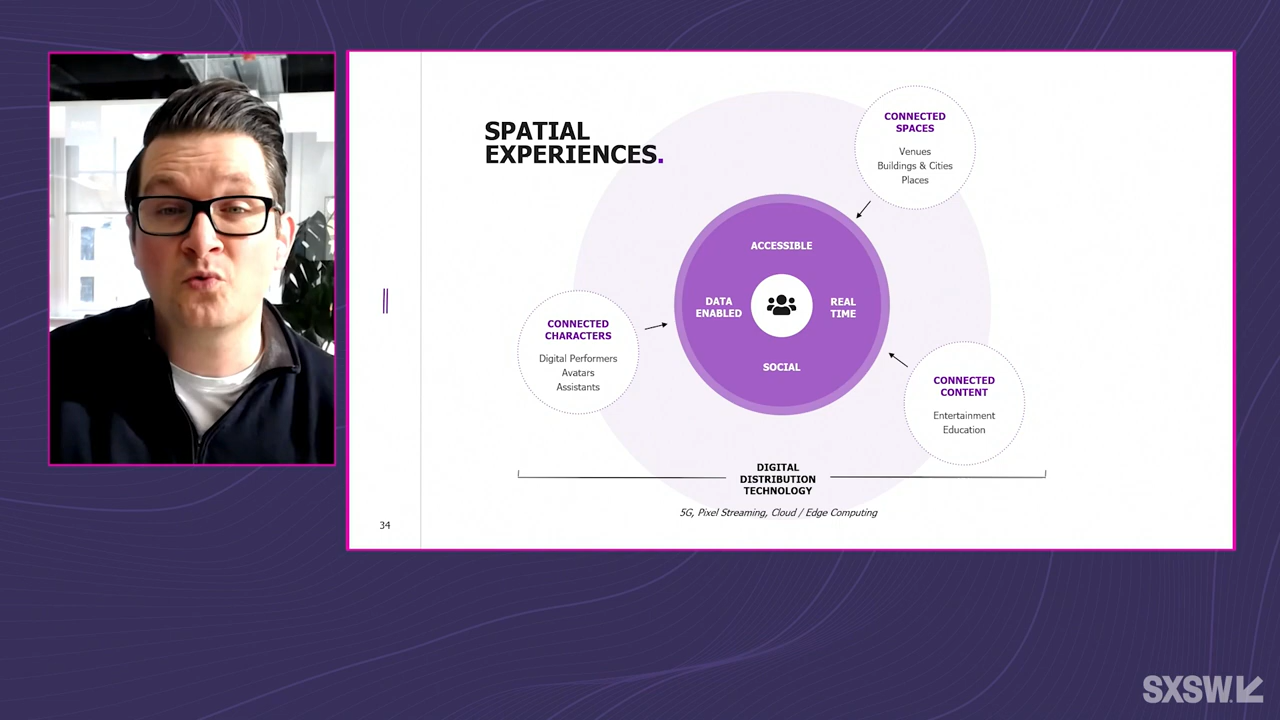 SPATIAL
EXPERIENCES.
CONNECTED
SPACES
Venues
Buildings & Cities
Places
ACCESSIBLE
DATA
ENABLED
REAL
TIME
SOCIAL
CONNECTED
CHARACTERS
Digital Performers
Avatars
Assistants
CONNECTED
CONTENT
Entertainment
Education
DIGITAL
DISTRIBUTION
TECHNOLOGY
5G, Pixel Streaming, Cloud / Edge Computing
34
SXSW.